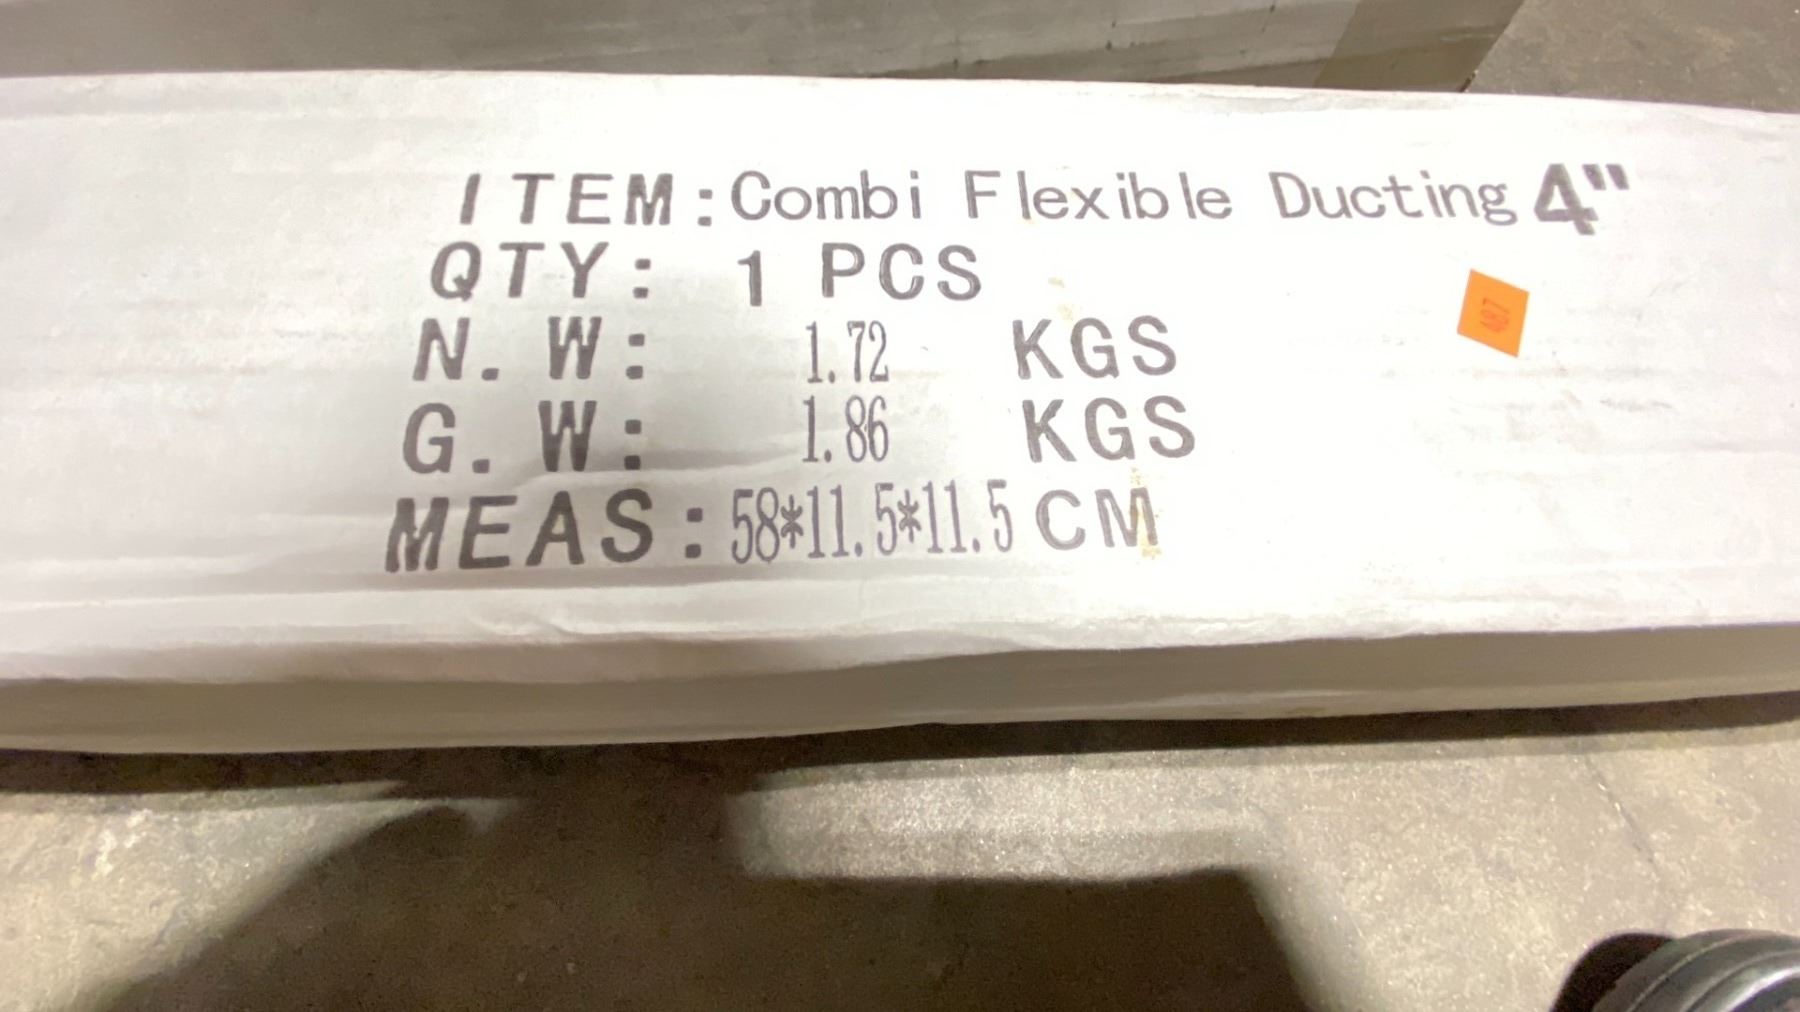 ITEM:Combi Flexible Ducting 4"
QTY: 1 PCS
N.W: 1.72 KGS
G.W: 1.86 KGS
MEAS:58*11.5*11.5 CM